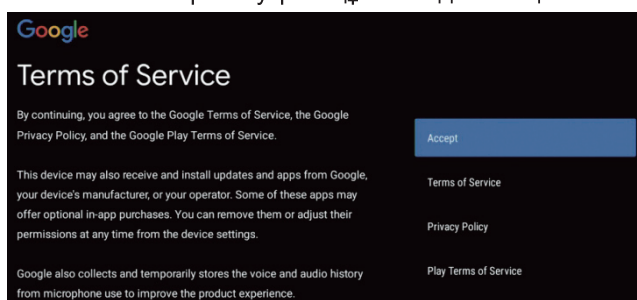 Google
Terms of Service
By continuing, you agree to the Google Terms of Service, the Google
Privacy Policy, and the Google Play Terms of Service.
This device may also receive and install updates and apps from Google,
your device's manufacturer, or your operator. Some of these apps may
offer optional in-app purchases. You can remove them or adjust their
permissions at any time from the device settings.
Google also collects and temporarily stores the voice and audio history
from microphone use to improve the product experience.
Accept
Terms of Service
Privacy Policy
Play Terms of Service